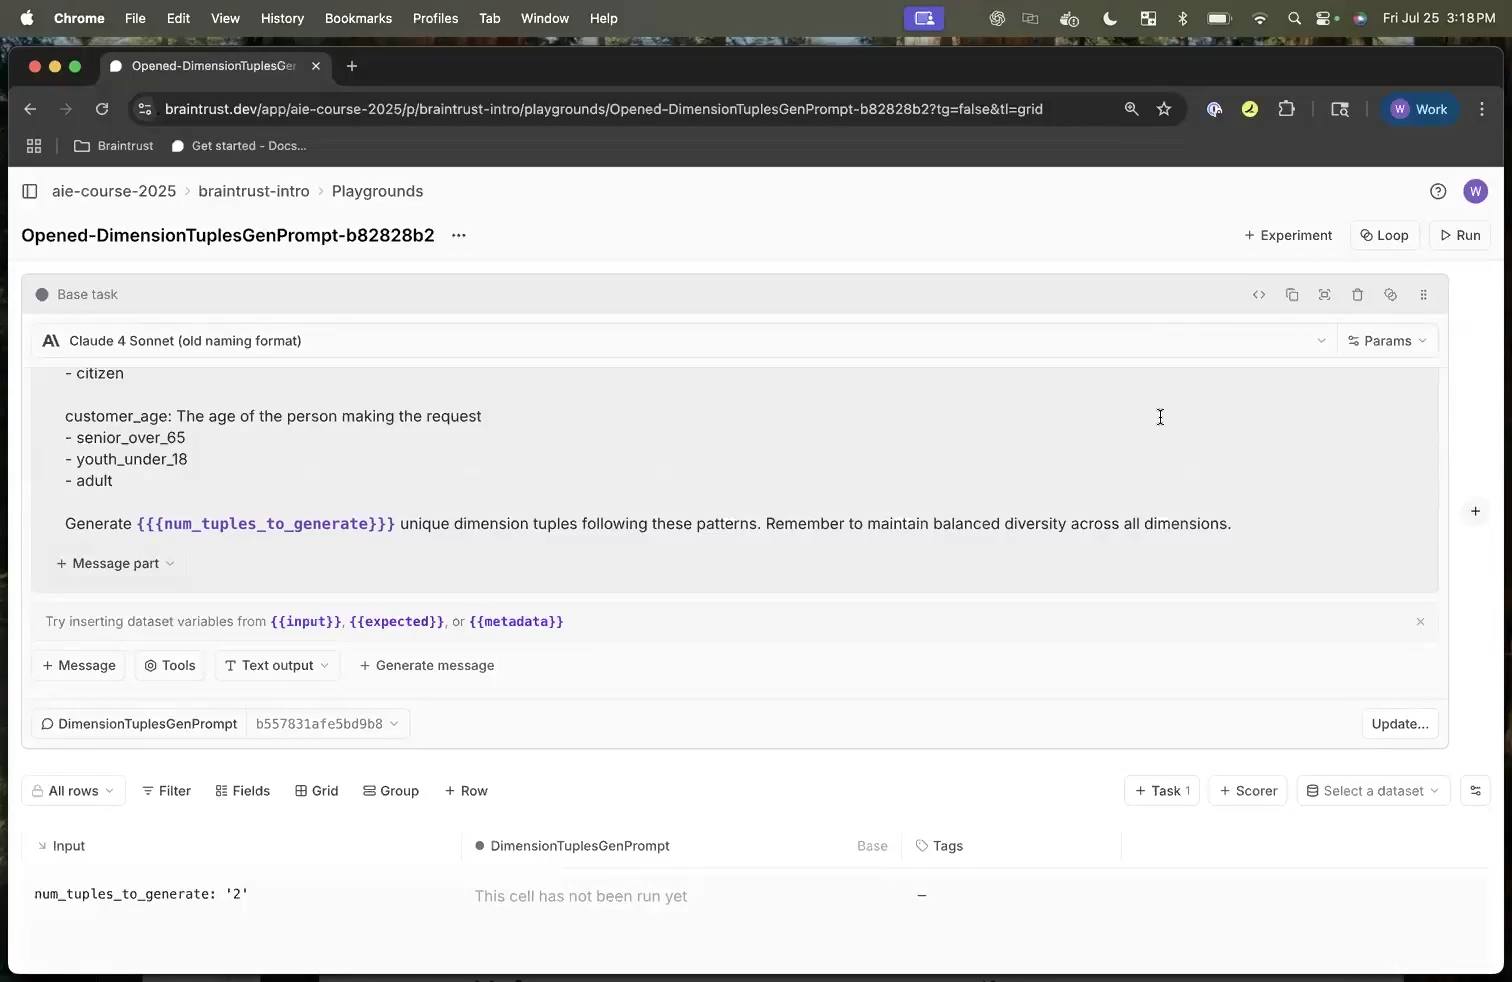 Chrome File Edit View History Bookmarks Profiles Tab Window Help Fri Jul 25 3:18 PM
Opened-DimensionTuplesGer
braintrust.dev/app/aie-course-2025/p/braintrust-intro/playgrounds/Opened-DimensionTuplesGenPrompt-b82828b2?tg=false&tl=grid W Work
Braintrust Get started - Docs...
aie-course-2025 > braintrust-intro > Playgrounds W
Opened-DimensionTuplesGenPrompt-b82828b2 ... + Experiment Loop Run
Base task
Claude 4 Sonnet (old naming format) Params
- citizen
customer_age: The age of the person making the request
- senior_over_65
- youth_under_18
- adult
Generate {{{num_tuples_to_generate}}} unique dimension tuples following these patterns. Remember to maintain balanced diversity across all dimensions.
+ Message part
Try inserting dataset variables from {{input}}, {{expected}}, or {{metadata}}
+ Message Tools Text output + Generate message
DimensionTuplesGenPrompt b557831afe5bd9b8 Update...
All rows Filter Fields Grid Group + Row + Task 1 + Scorer Select a dataset
Input DimensionTuplesGenPrompt Base Tags
num_tuples_to_generate: '2' This cell has not been run yet –